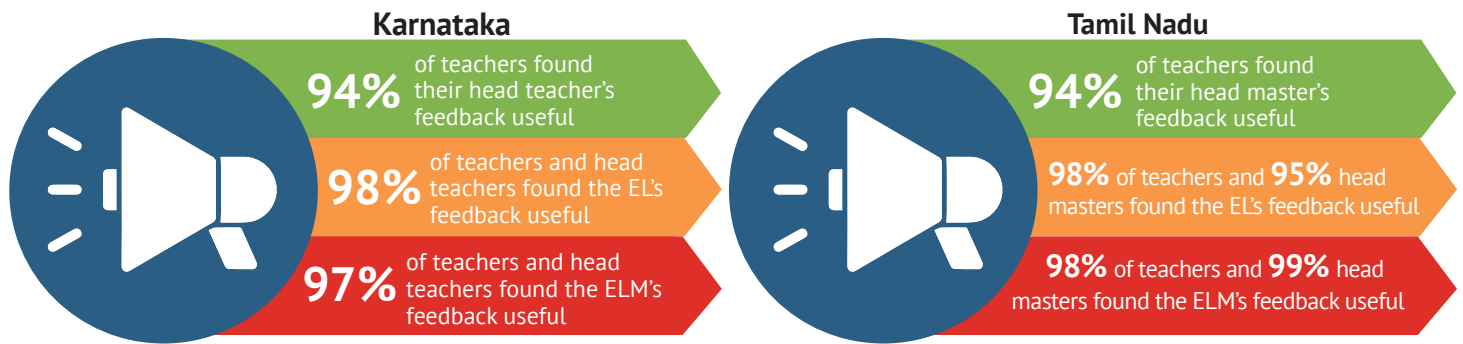 Karnataka
94% of teachers found
their head teacher’s
feedback useful
98% of teachers and head
teachers found the EL’s
feedback useful
97% of teachers and head
teachers found the ELM’s
feedback useful
Tamil Nadu
94% of teachers found
their head master’s
feedback useful
98% of teachers and 95% head
masters found the EL’s feedback useful
98% of teachers and 99% head
masters found the ELM’s feedback useful